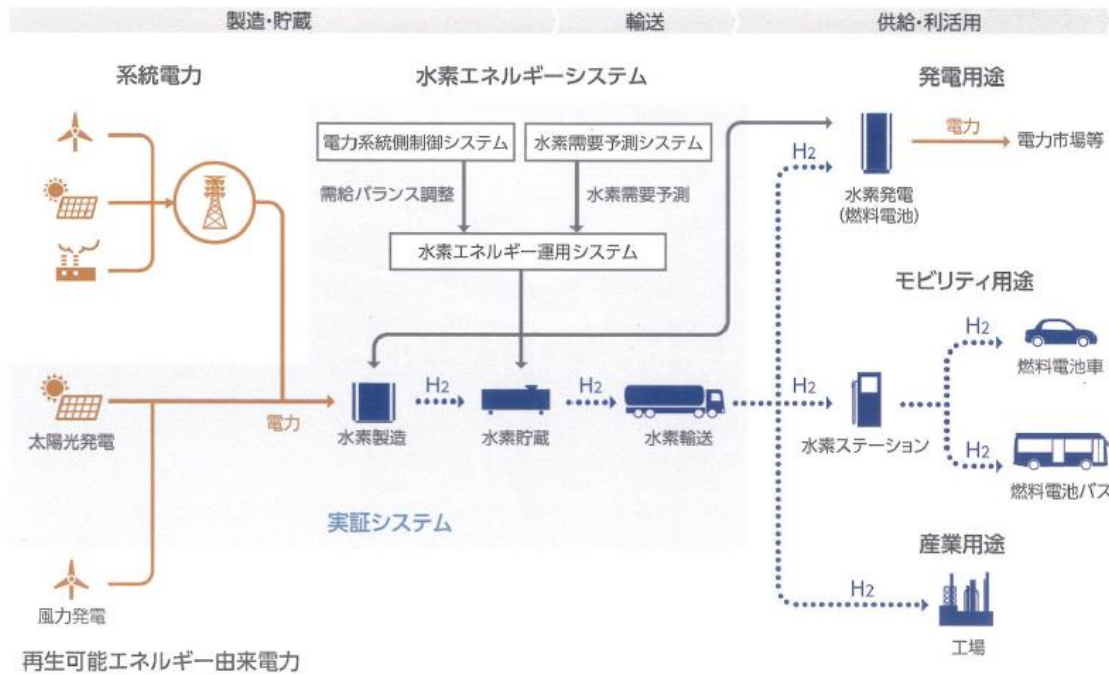 製造・貯蔵
輸送
供給・利活用
系統電力
水素エネルギーシステム
発電用途
電力系統側制御システム
水素需要予測システム
需給バランス調整
水素需要予測
水素エネルギー運用システム
H2
電力
電力市場等
水素発電
(燃料電池)
モビリティ用途
H2
燃料電池車
太陽光発電
電力
水素製造
H2
水素貯蔵
H2
水素輸送
H2
水素ステーション
H2
燃料電池バス
実証システム
産業用途
H2
工場
風力発電
再生可能エネルギー由来電力